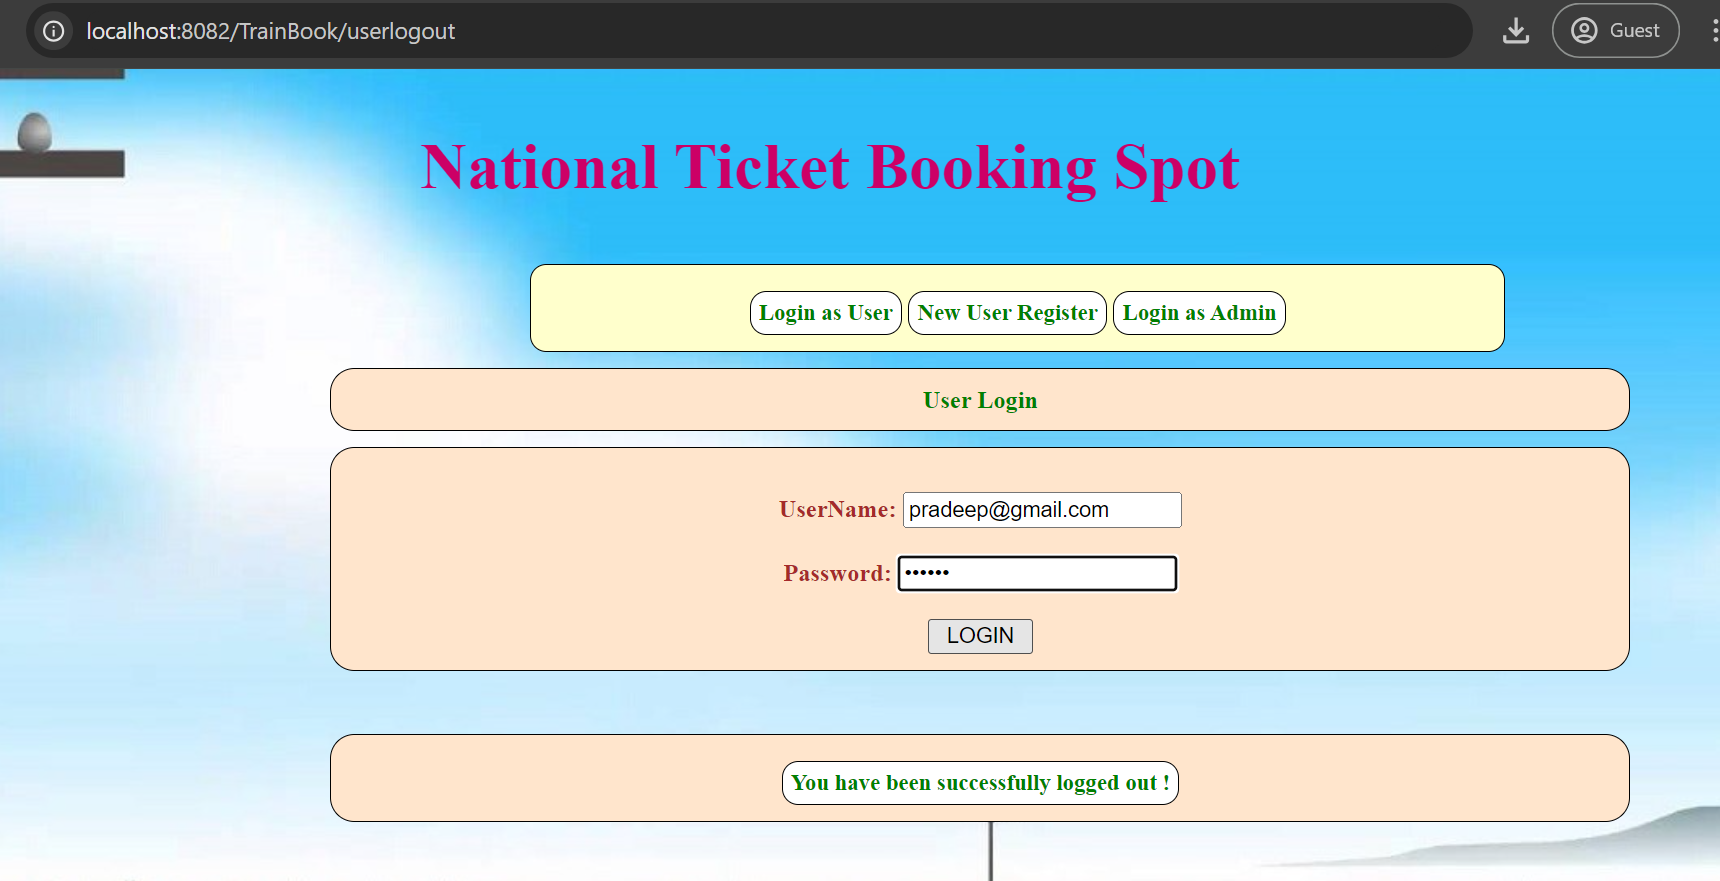 localhost:8082/TrainBook/userlogout
Guest
National Ticket Booking Spot
Login as User New User Register Login as Admin
User Login
UserName: pradeep@gmail.com
Password: ••••••
LOGIN
You have been successfully logged out !